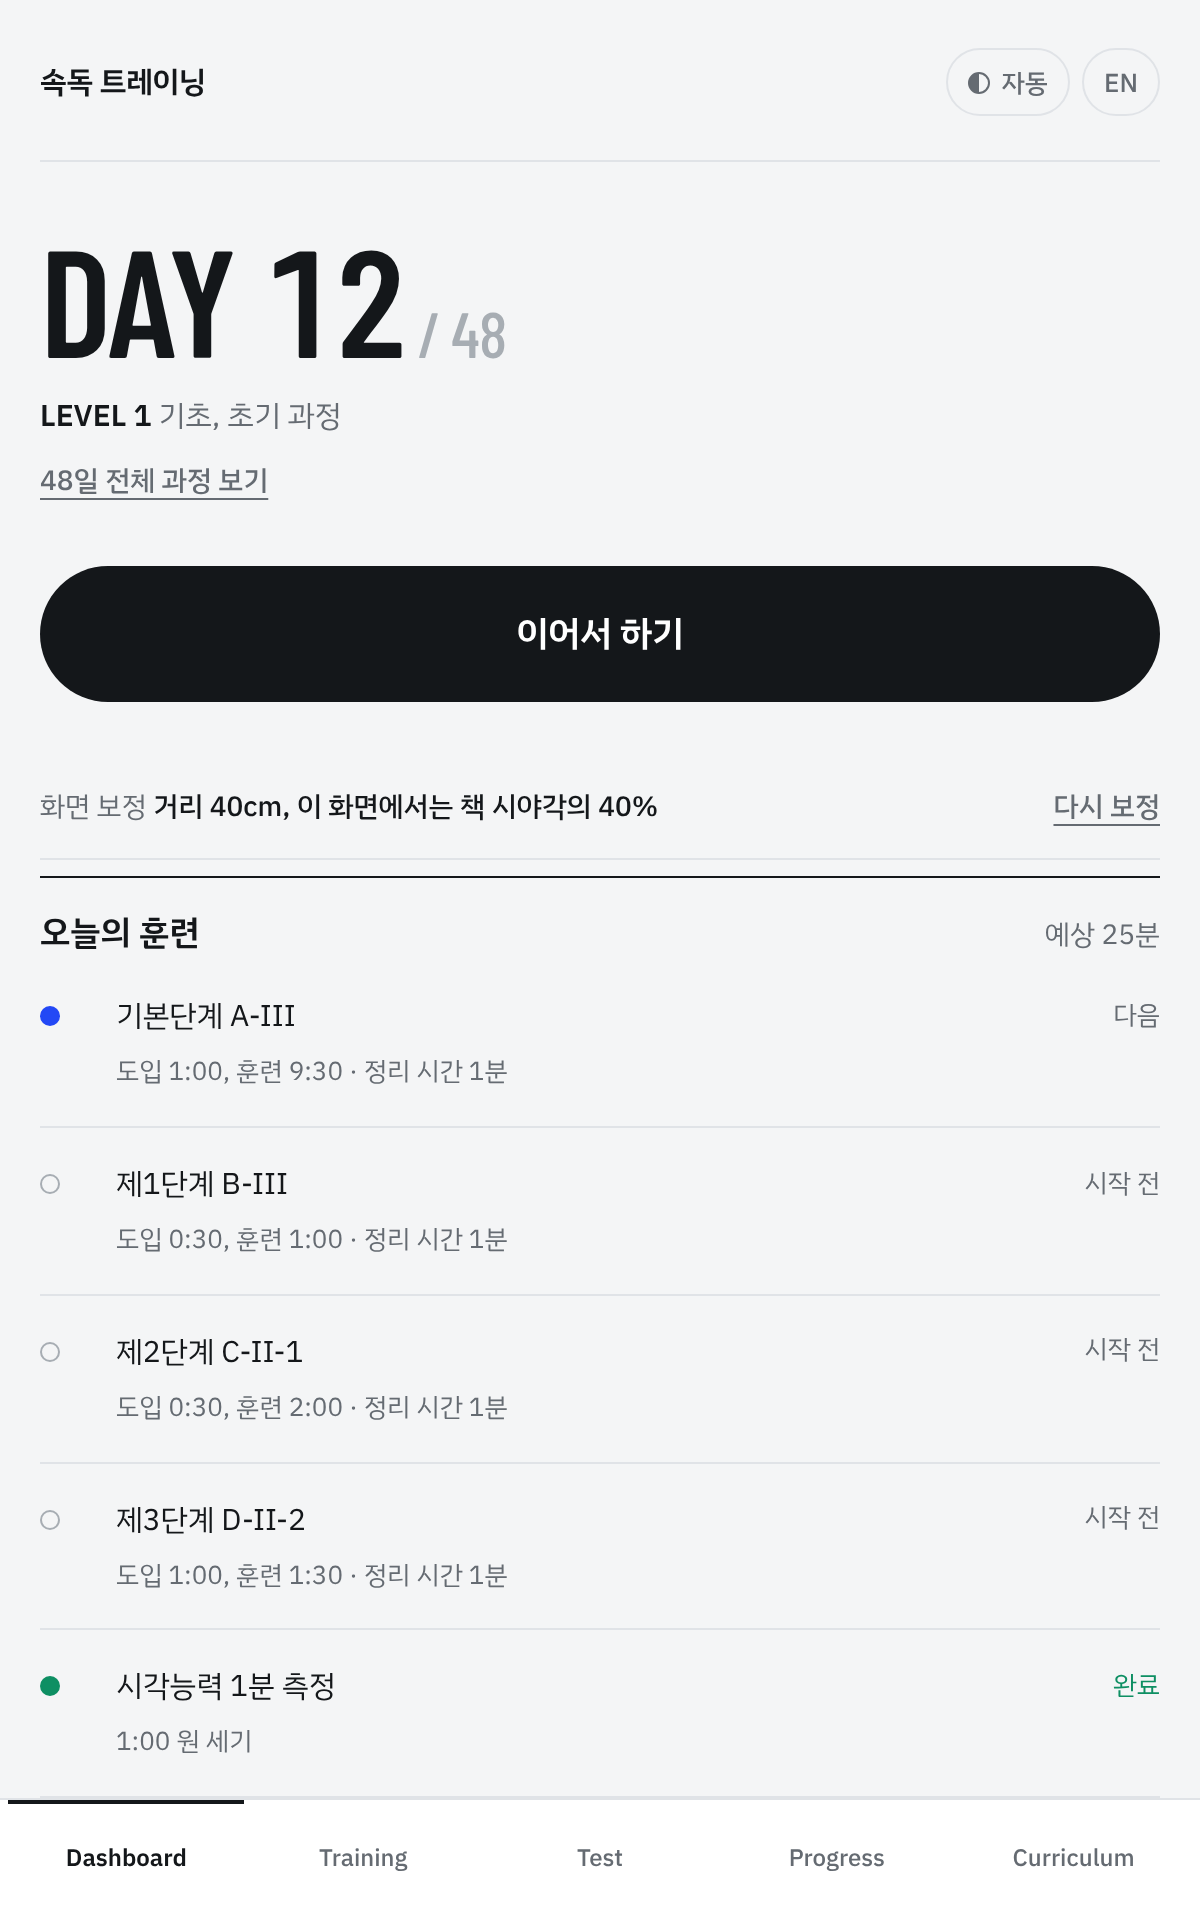 속독 트레이닝
자동
EN
DAY 12 / 48
LEVEL 1 기초, 초기 과정
48일 전체 과정 보기
이어서 하기
화면 보정 거리 40cm, 이 화면에서는 책 시야각의 40%
다시 보정
오늘의 훈련
예상 25분
기본단계 A-III
다음
도입 1:00, 훈련 9:30 · 정리 시간 1분
제1단계 B-III
시작 전
도입 0:30, 훈련 1:00 · 정리 시간 1분
제2단계 C-II-1
시작 전
도입 0:30, 훈련 2:00 · 정리 시간 1분
제3단계 D-II-2
시작 전
도입 1:00, 훈련 1:30 · 정리 시간 1분
시각능력 1분 측정
완료
1:00 원 세기
Dashboard
Training
Test
Progress
Curriculum